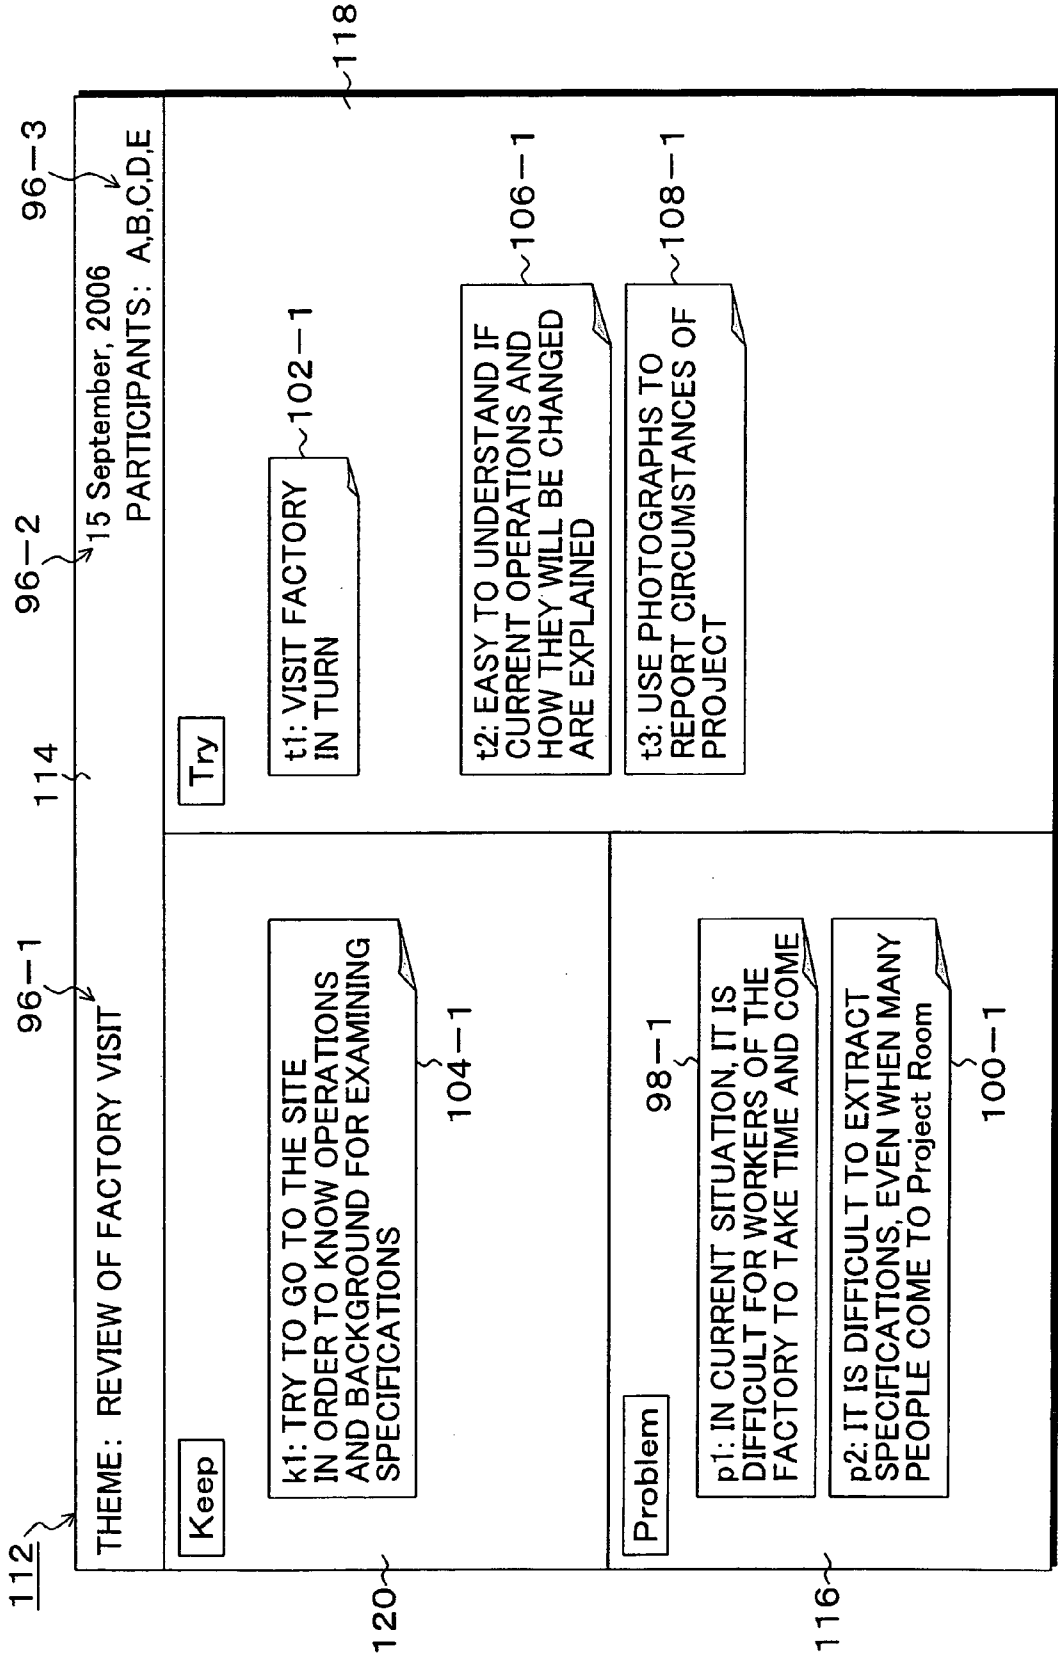 112
96-1
114
96-2
96-3
THEME: REVIEW OF FACTORY VISIT
15 September, 2006
PARTICIPANTS: A,B,C,D,E
118
Keep
k1: TRY TO GO TO THE SITE
IN ORDER TO KNOW OPERATIONS
AND BACKGROUND FOR EXAMINING
SPECIFICATIONS
104-1
120
Problem
98-1
p1: IN CURRENT SITUATION, IT IS
DIFFICULT FOR WORKERS OF THE
FACTORY TO TAKE TIME AND COME
p2: IT IS DIFFICULT TO EXTRACT
SPECIFICATIONS, EVEN WHEN MANY
PEOPLE COME TO Project Room
100-1
116
Try
t1: VISIT FACTORY
IN TURN
102-1
t2: EASY TO UNDERSTAND IF
CURRENT OPERATIONS AND
HOW THEY WILL BE CHANGED
ARE EXPLAINED
106-1
t3: USE PHOTOGRAPHS TO
REPORT CIRCUMSTANCES OF
PROJECT
108-1